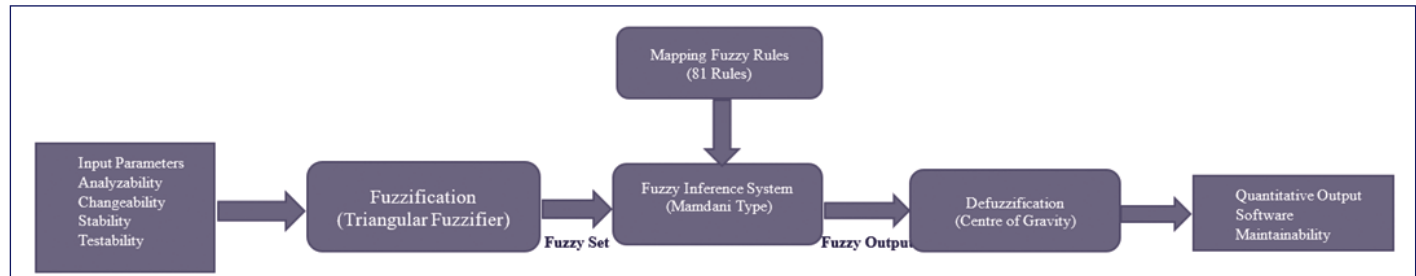 Mapping Fuzzy Rules
(81 Rules)
Input Parameters
Analyzability
Changeability
Stability
Testability
Fuzzification
(Triangular Fuzzifier)
Fuzzy Set
Fuzzy Inference System
(Mamdani Type)
Fuzzy Output
Defuzzification
(Centre of Gravity)
Quantitative Output
Software
Maintainability